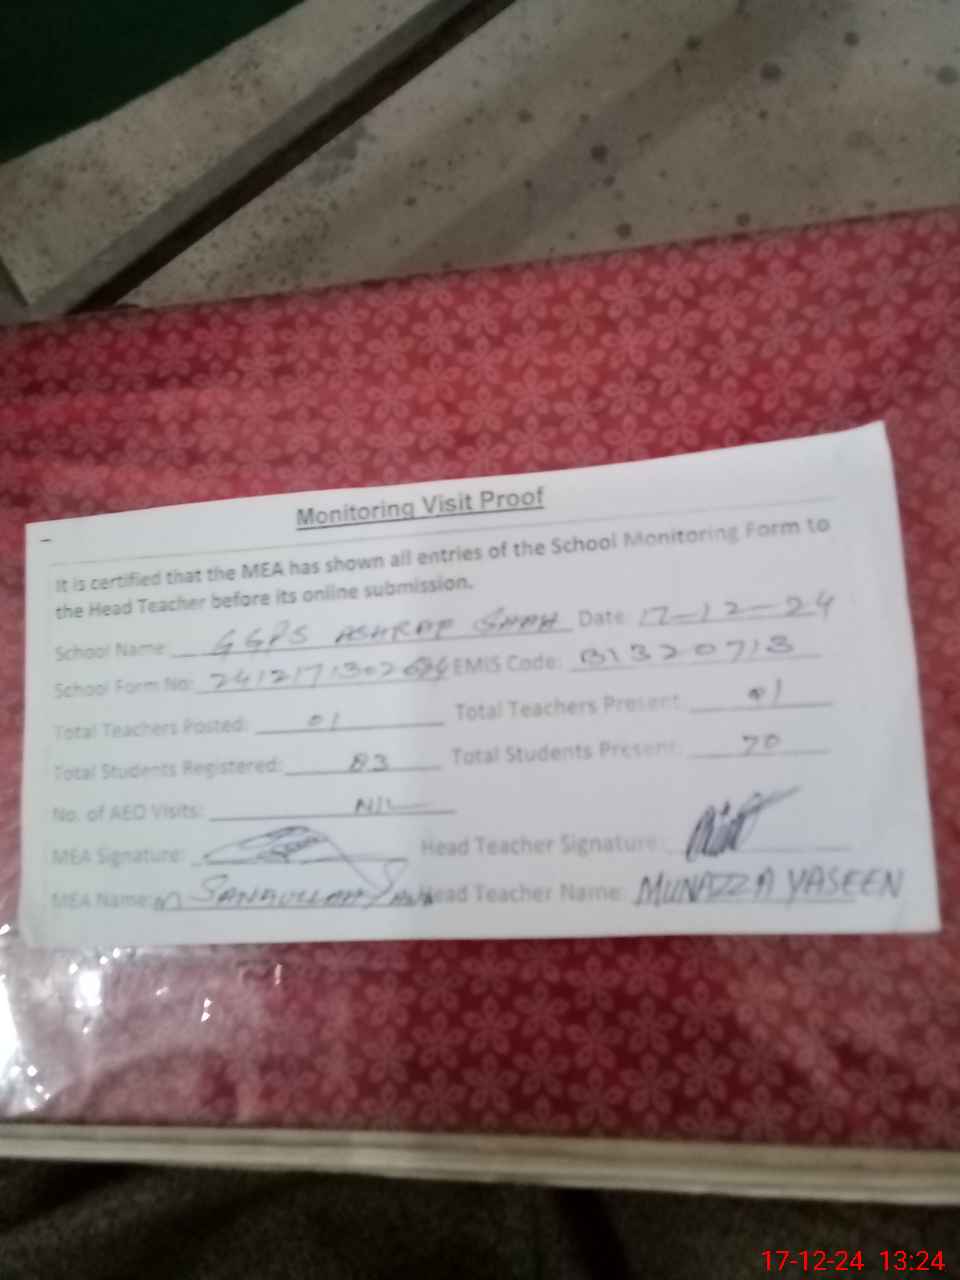 Monitoring Visit Proof
It is certified that the MEA has shown all entries of the School Monitoring Form to
the Head Teacher before its online submission.
School Name: GGPS ASHRAF SHAH Date: 17-12-24
School Form No: EMIS Code: 31320713
Total Teachers Posted: 01 Total Teachers Present: 01
Total Students Registered: 83 Total Students Present: 70
No. of AEO Visits: NIL
MEA Signature: Head Teacher Signature:
MEA Name: M SANAULLAH Head Teacher Name: MUNAZZA YASEEN
17-12-24 13:24